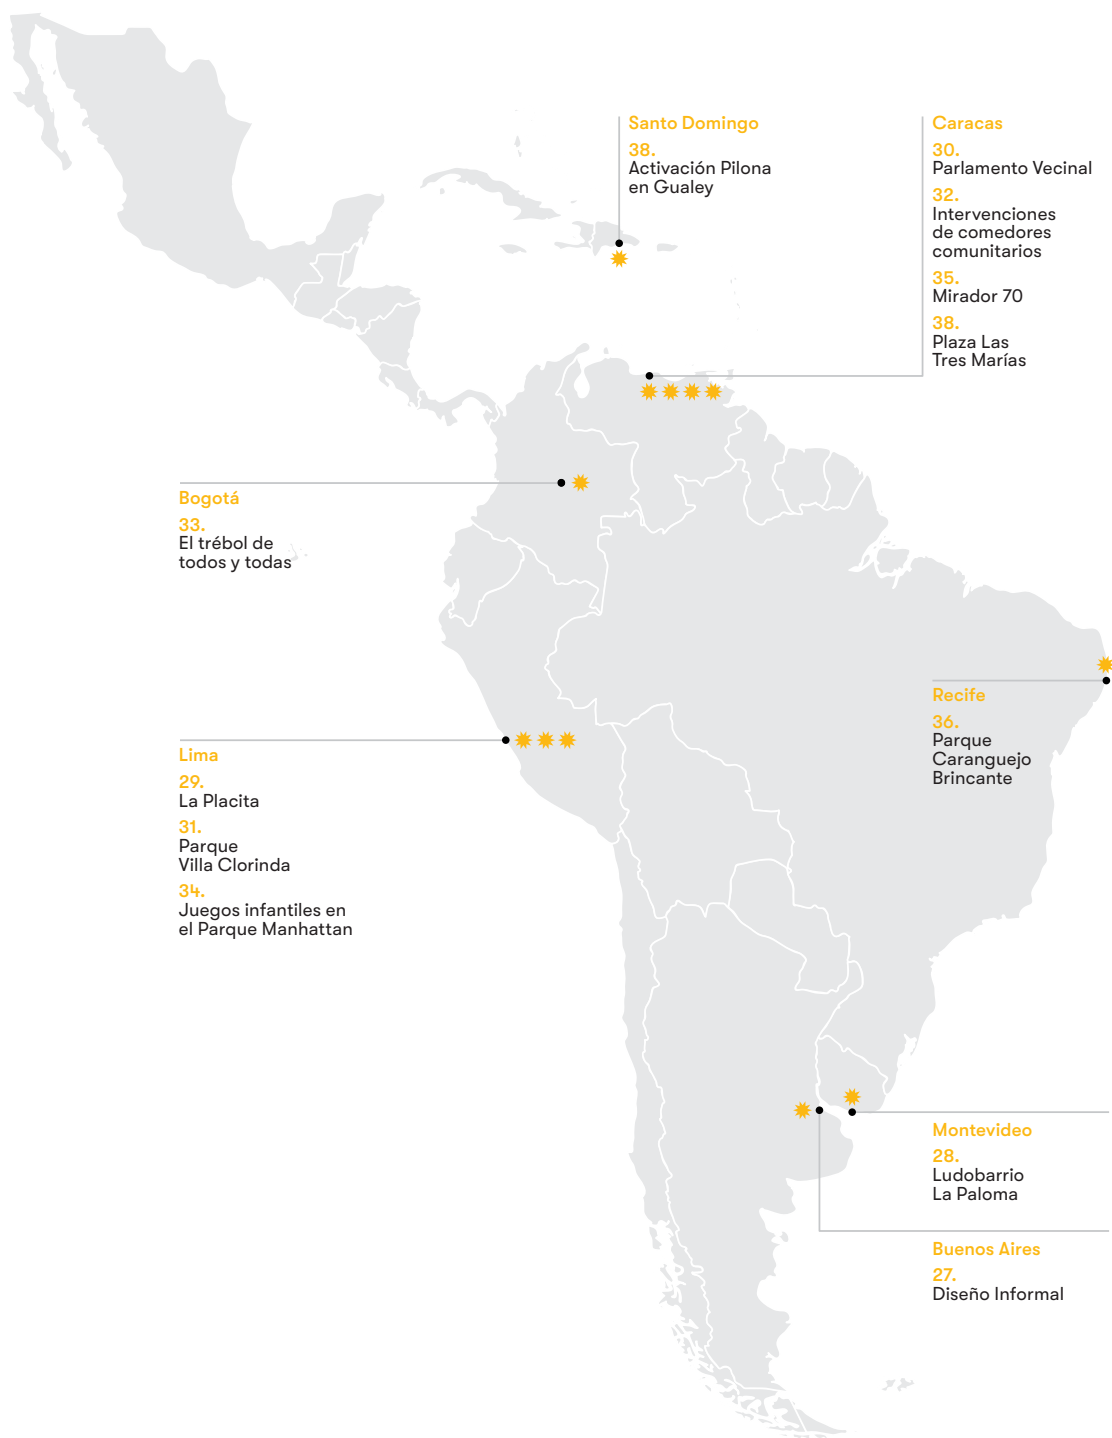 Santo Domingo
38.
Activación Pilona
en Gualey
Caracas
30.
Parlamento Vecinal
32.
Intervenciones
de comedores
comunitarios
35.
Mirador 70
38.
Plaza Las
Tres Marías
Bogotá
33.
El trébol de
todos y todas
Recife
36.
Parque
Caranguejo
Brincante
Lima
29.
La Placita
31.
Parque
Villa Clorinda
34.
Juegos infantiles en
el Parque Manhattan
Montevideo
28.
Ludobarrio
La Paloma
Buenos Aires
27.
Diseño Informal